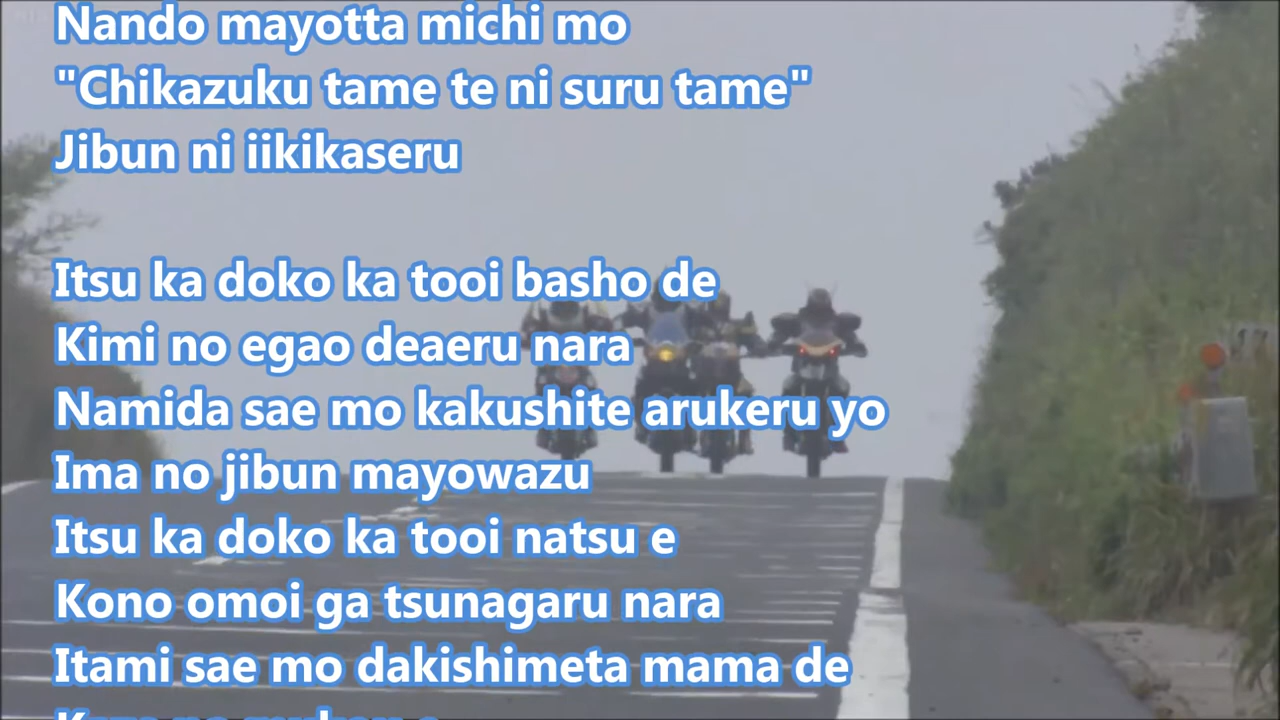 Nando mayotta michi mo
"Chikazuku tame te ni suru tame"
Jibun ni iikikaseru
Itsu ka doko ka tooi basho de
Kimi no egao deaeru nara
Namida sae mo kakushite arukeru yo
Ima no jibun mayowazu
Itsu ka doko ka tooi natsu e
Kono omoi ga tsunagaru nara
Itami sae mo dakishimeta mama de